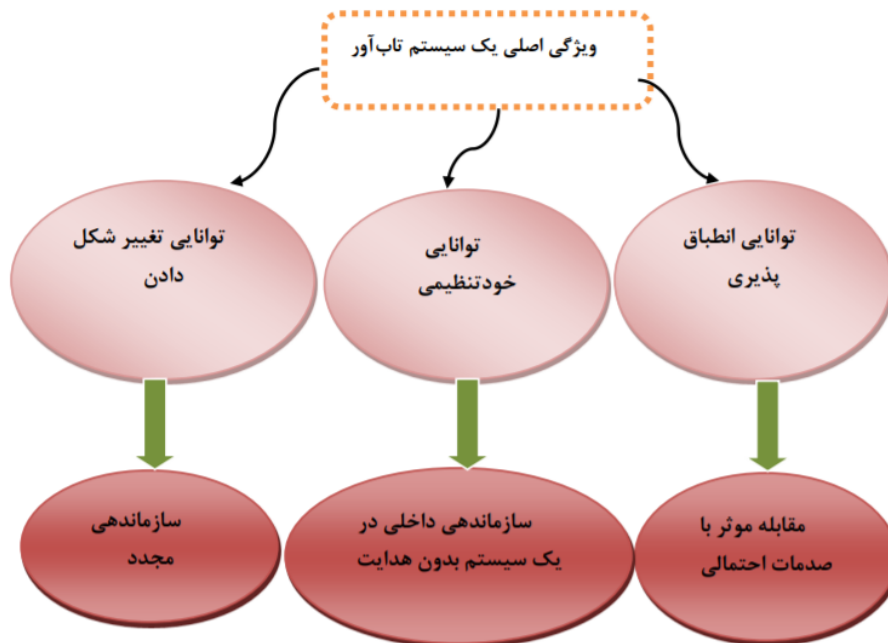 ویژگی اصلی یک سیستم تاب‌آور
توانایی انطباق
پذیری
توانایی
خودتنظیمی
توانایی تغییر شکل
دادن
مقابله موثر با
صدمات احتمالی
سازماندهی داخلی در
یک سیستم بدون هدایت
سازماندهی
مجدد